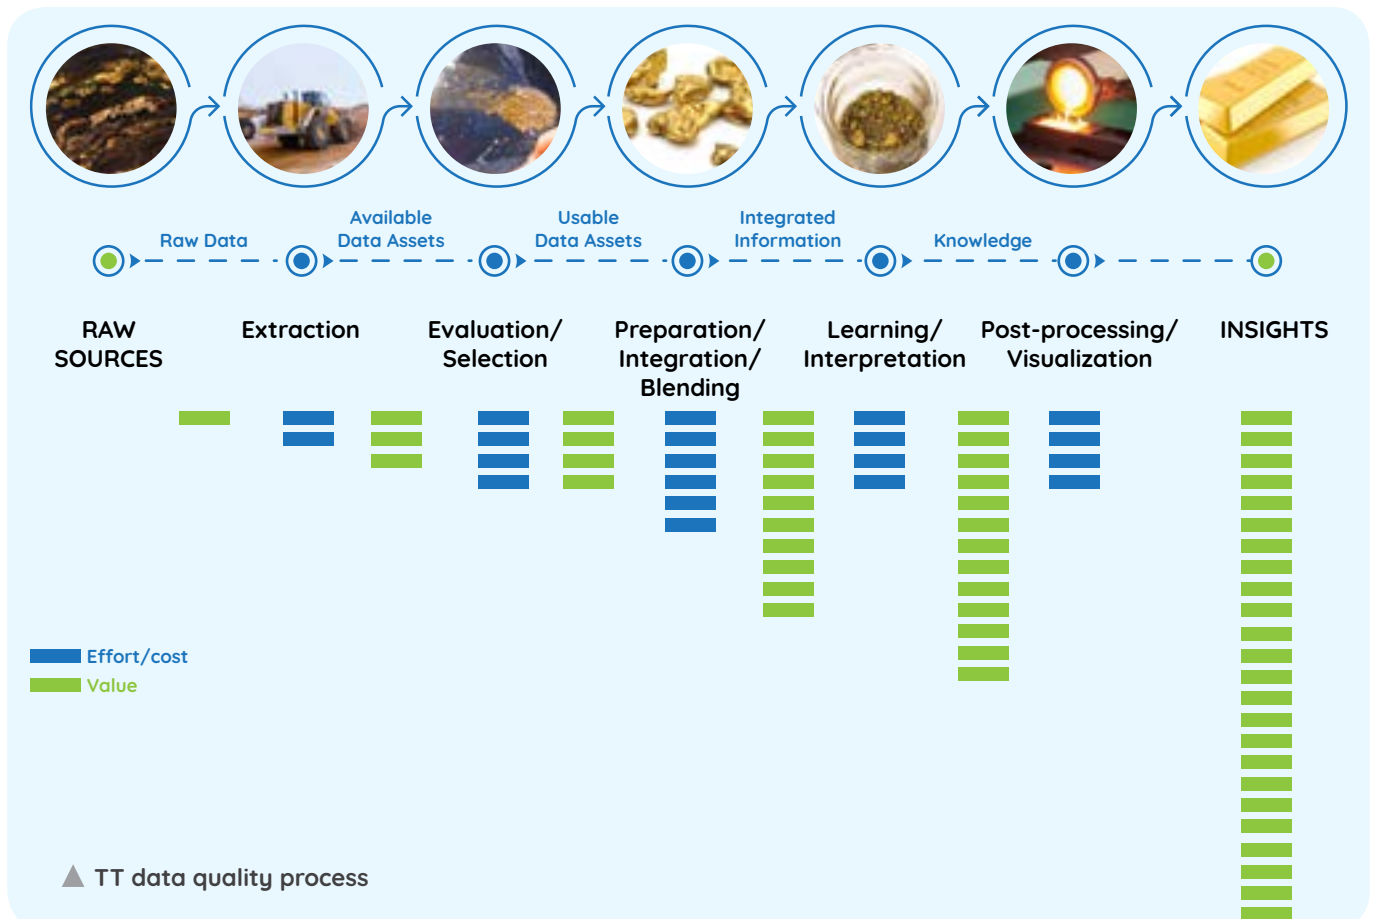 Raw Data
Available
Data Assets
Usable
Data Assets
Integrated
Information
Knowledge
RAW
SOURCES
Extraction
Evaluation/
Selection
Preparation/
Integration/
Blending
Learning/
Interpretation
Post-processing/
Visualization
INSIGHTS
Effort/cost
Value
TT data quality process